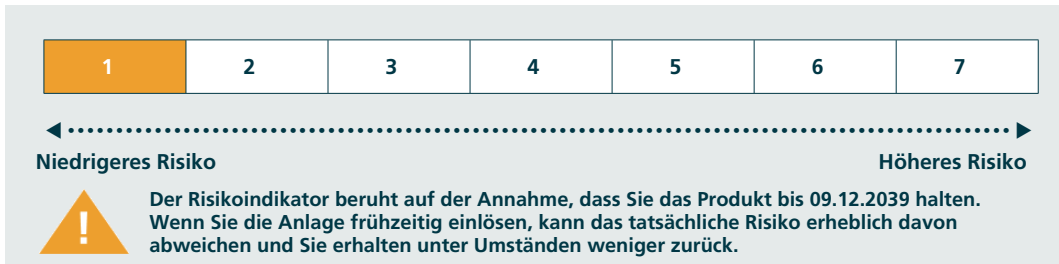 1 2 3 4 5 6 7
Niedrigeres Risiko Höheres Risiko
! Der Risikoindikator beruht auf der Annahme, dass Sie das Produkt bis 09.12.2039 halten.
Wenn Sie die Anlage frühzeitig einlösen, kann das tatsächliche Risiko erheblich davon
abweichen und Sie erhalten unter Umständen weniger zurück.